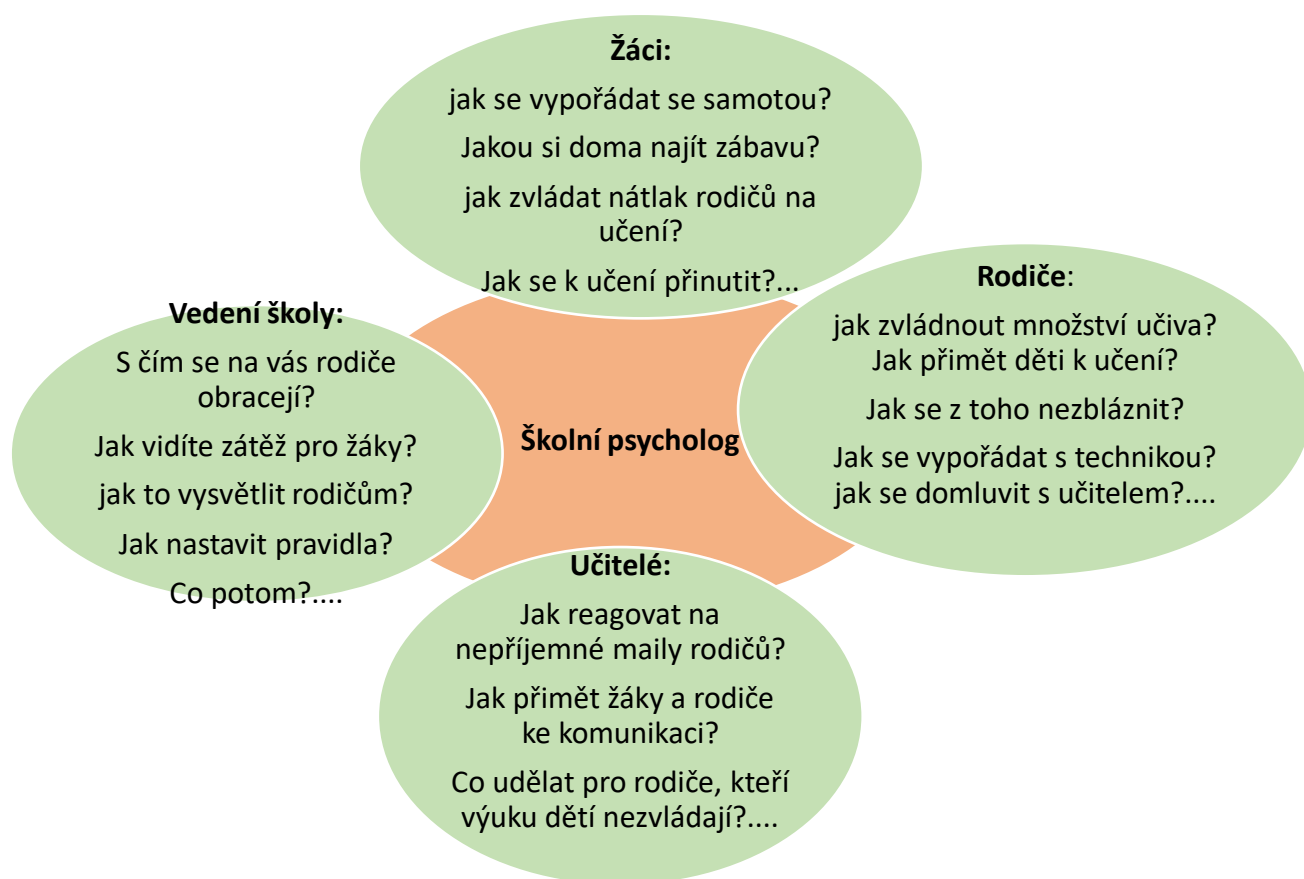 Žáci:
jak se vypořádat se samotou?
Jakou si doma najít zábavu?
jak zvládat nátlak rodičů na
učení?
Jak se k učení přinutit?...
Rodiče:
jak zvládnout množství učiva?
Jak přimět děti k učení?
Jak se z toho nezbláznit?
Jak se vypořádat s technikou?
jak se domluvit s učitelem?....
Vedení školy:
S čím se na vás rodiče
obracejí?
Jak vidíte zátěž pro žáky?
jak to vysvětlit rodičům?
Jak nastavit pravidla?
Co potom?....
Školní psycholog
Učitelé:
Jak reagovat na
nepříjemné maily rodičů?
Jak přimět žáky a rodiče
ke komunikaci?
Co udělat pro rodiče, kteří
výuku dětí nezvládají?....